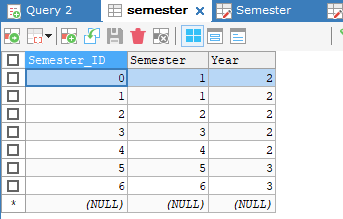 Query 2 semester Semester
Semester_ID Semester Year
0 1 2
1 1 2
2 2 2
3 3 2
4 4 2
5 5 3
6 6 3
* (NULL) (NULL) (NULL)